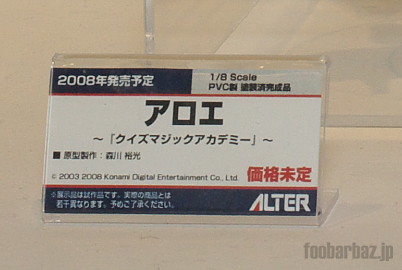 2008年発売予定
1/8 Scale
PVC製 塗装済完成品
アロエ
～「クイズマジックアカデミー」～
■ 原型製作：森川 裕光
© 2003 2008 Konami Digital Entertainment Co., Ltd.
価格未定
※展示品は試作品です。実際の商品とは
若干異なります。予めご了承ください。
ALTER
foobarbaz.jp